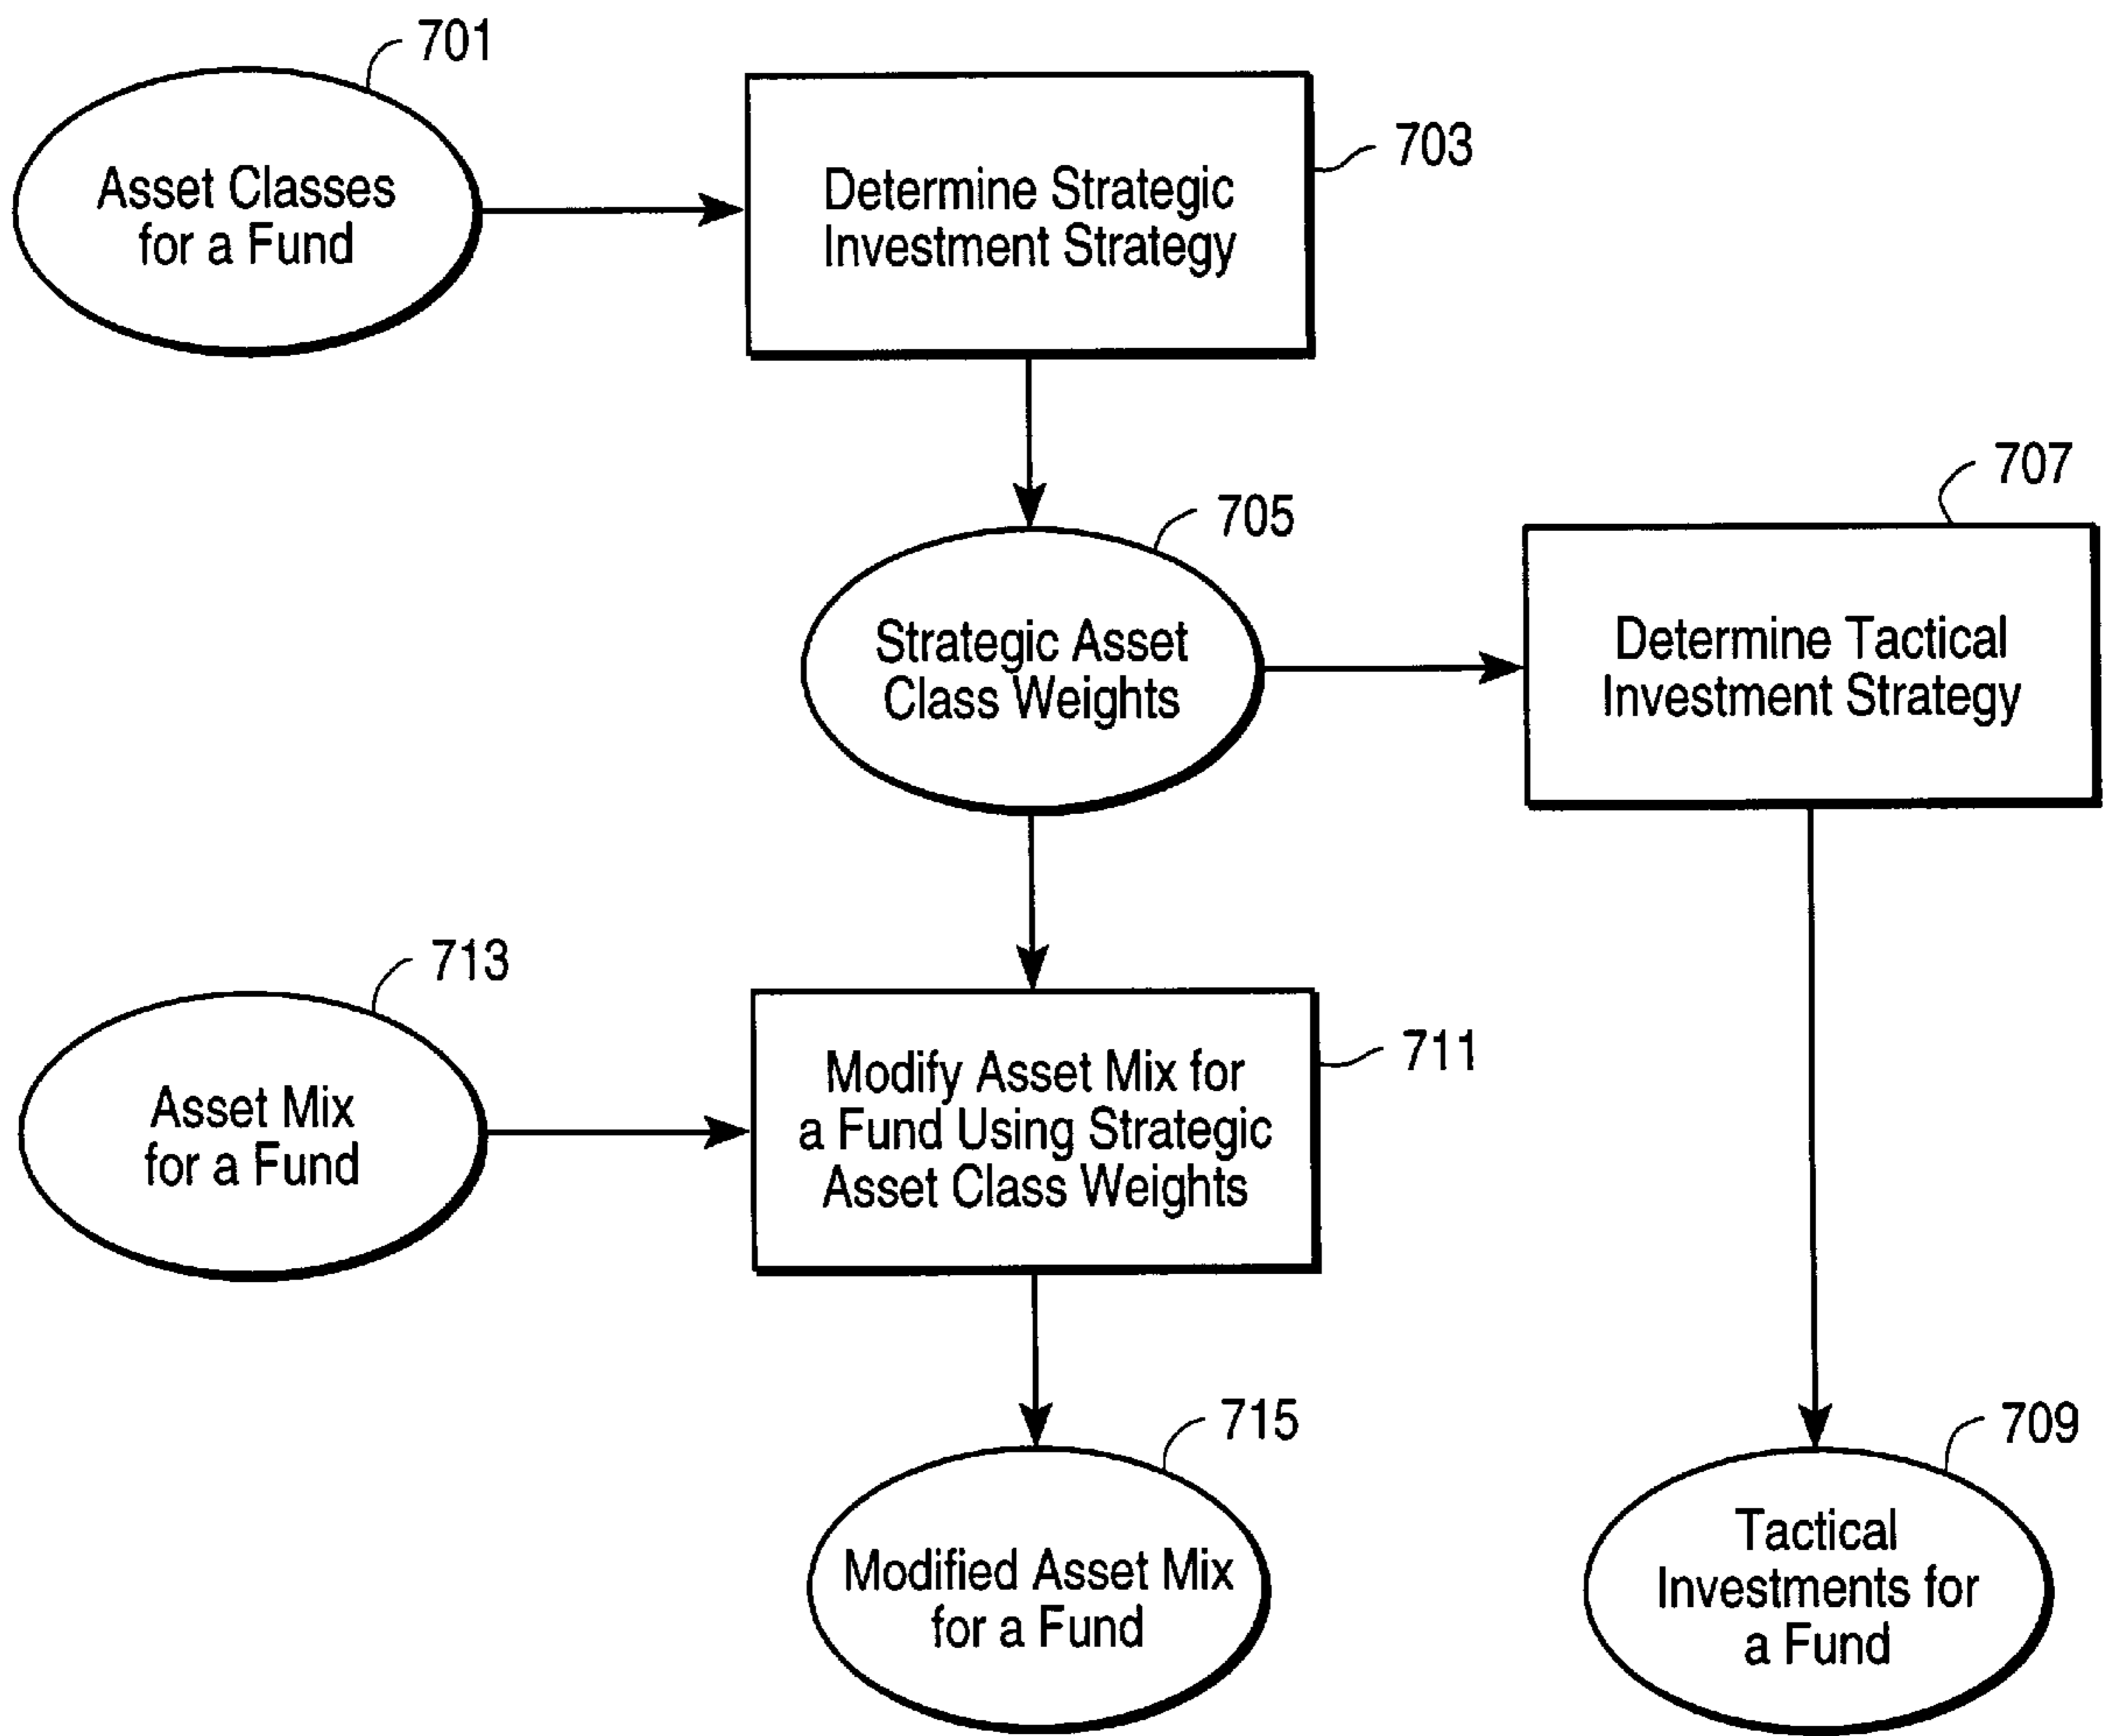 701
Asset Classes
for a Fund
703
Determine Strategic
Investment Strategy
705
Strategic Asset
Class Weights
707
Determine Tactical
Investment Strategy
713
Asset Mix
for a Fund
711
Modify Asset Mix for
a Fund Using Strategic
Asset Class Weights
715
Modified Asset Mix
for a Fund
709
Tactical
Investments for
a Fund